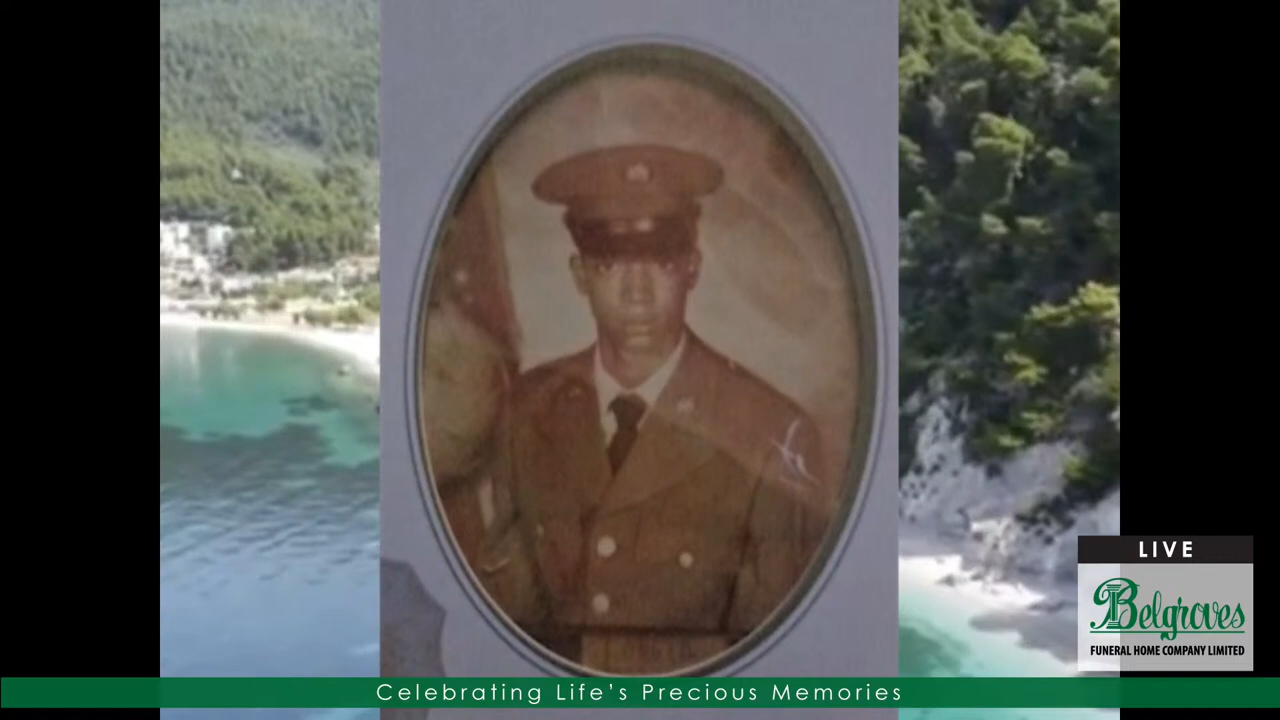 LIVE
Belgroves
FUNERAL HOME COMPANY LIMITED
Celebrating Life's Precious Memories